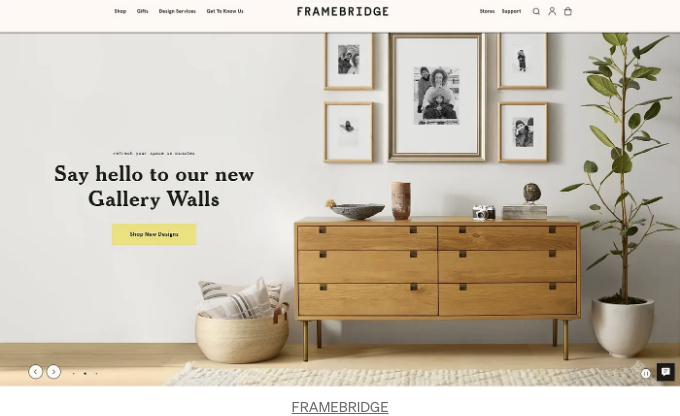 Shop Gifts Design Services Get To Know Us FRAMEBRIDGE Stores Support
refresh your space in minutes
Say hello to our new
Gallery Walls
Shop New Designs
FRAMEBRIDGE